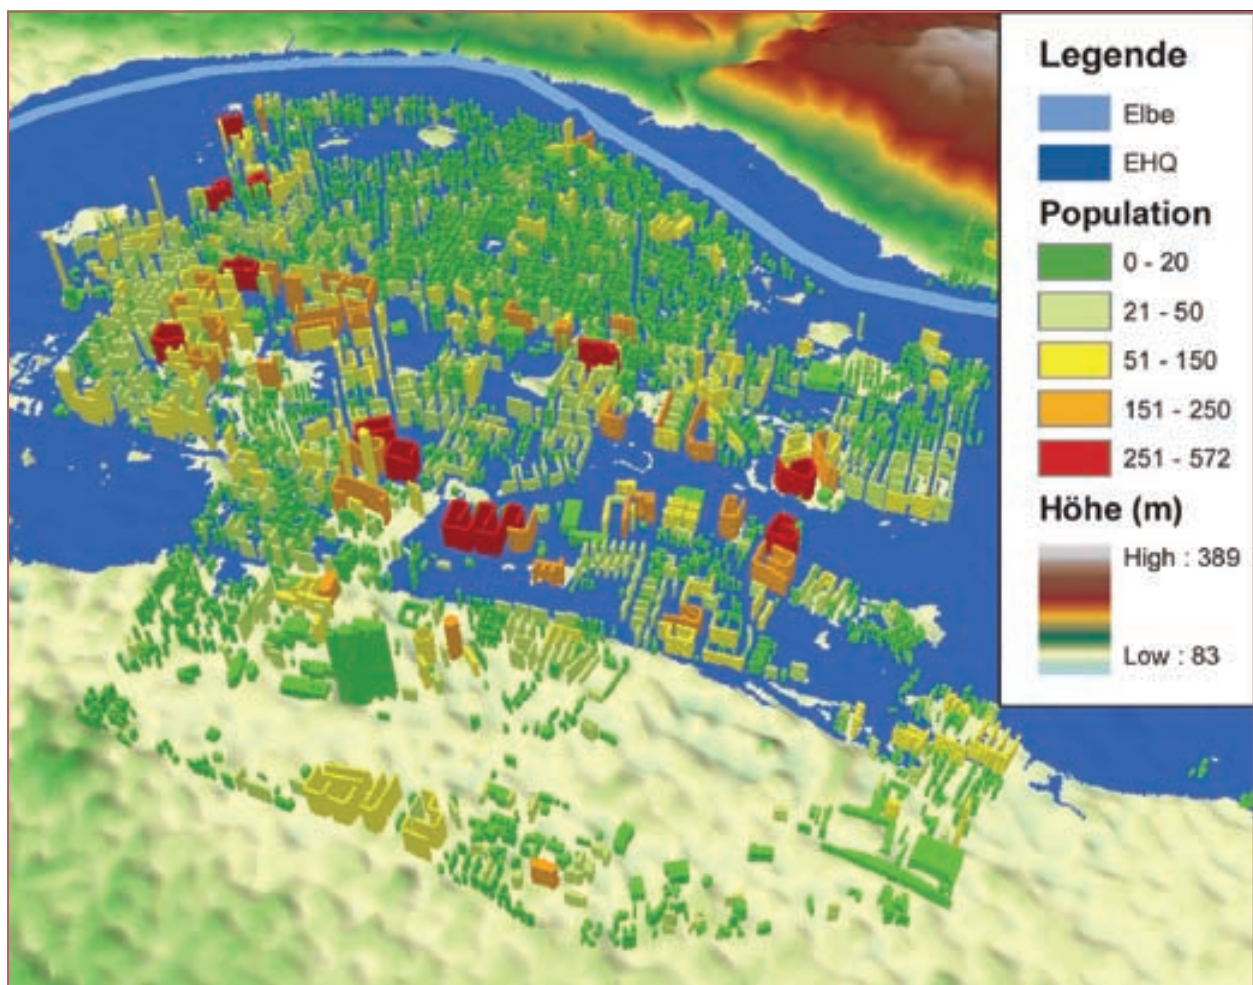 Legende
Elbe
EHQ
Population
0 - 20
21 - 50
51 - 150
151 - 250
251 - 572
Höhe (m)
High : 389
Low : 83